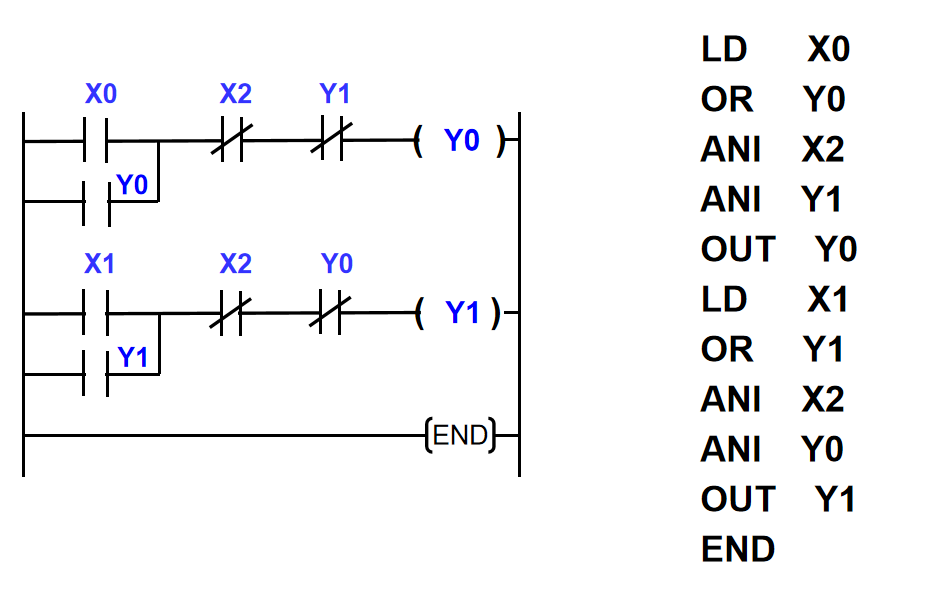 X0 X2 Y1
Y0
Y0
X1 X2 Y0
Y1
Y1
END
LD X0
OR Y0
ANI X2
ANI Y1
OUT Y0
LD X1
OR Y1
ANI X2
ANI Y0
OUT Y1
END